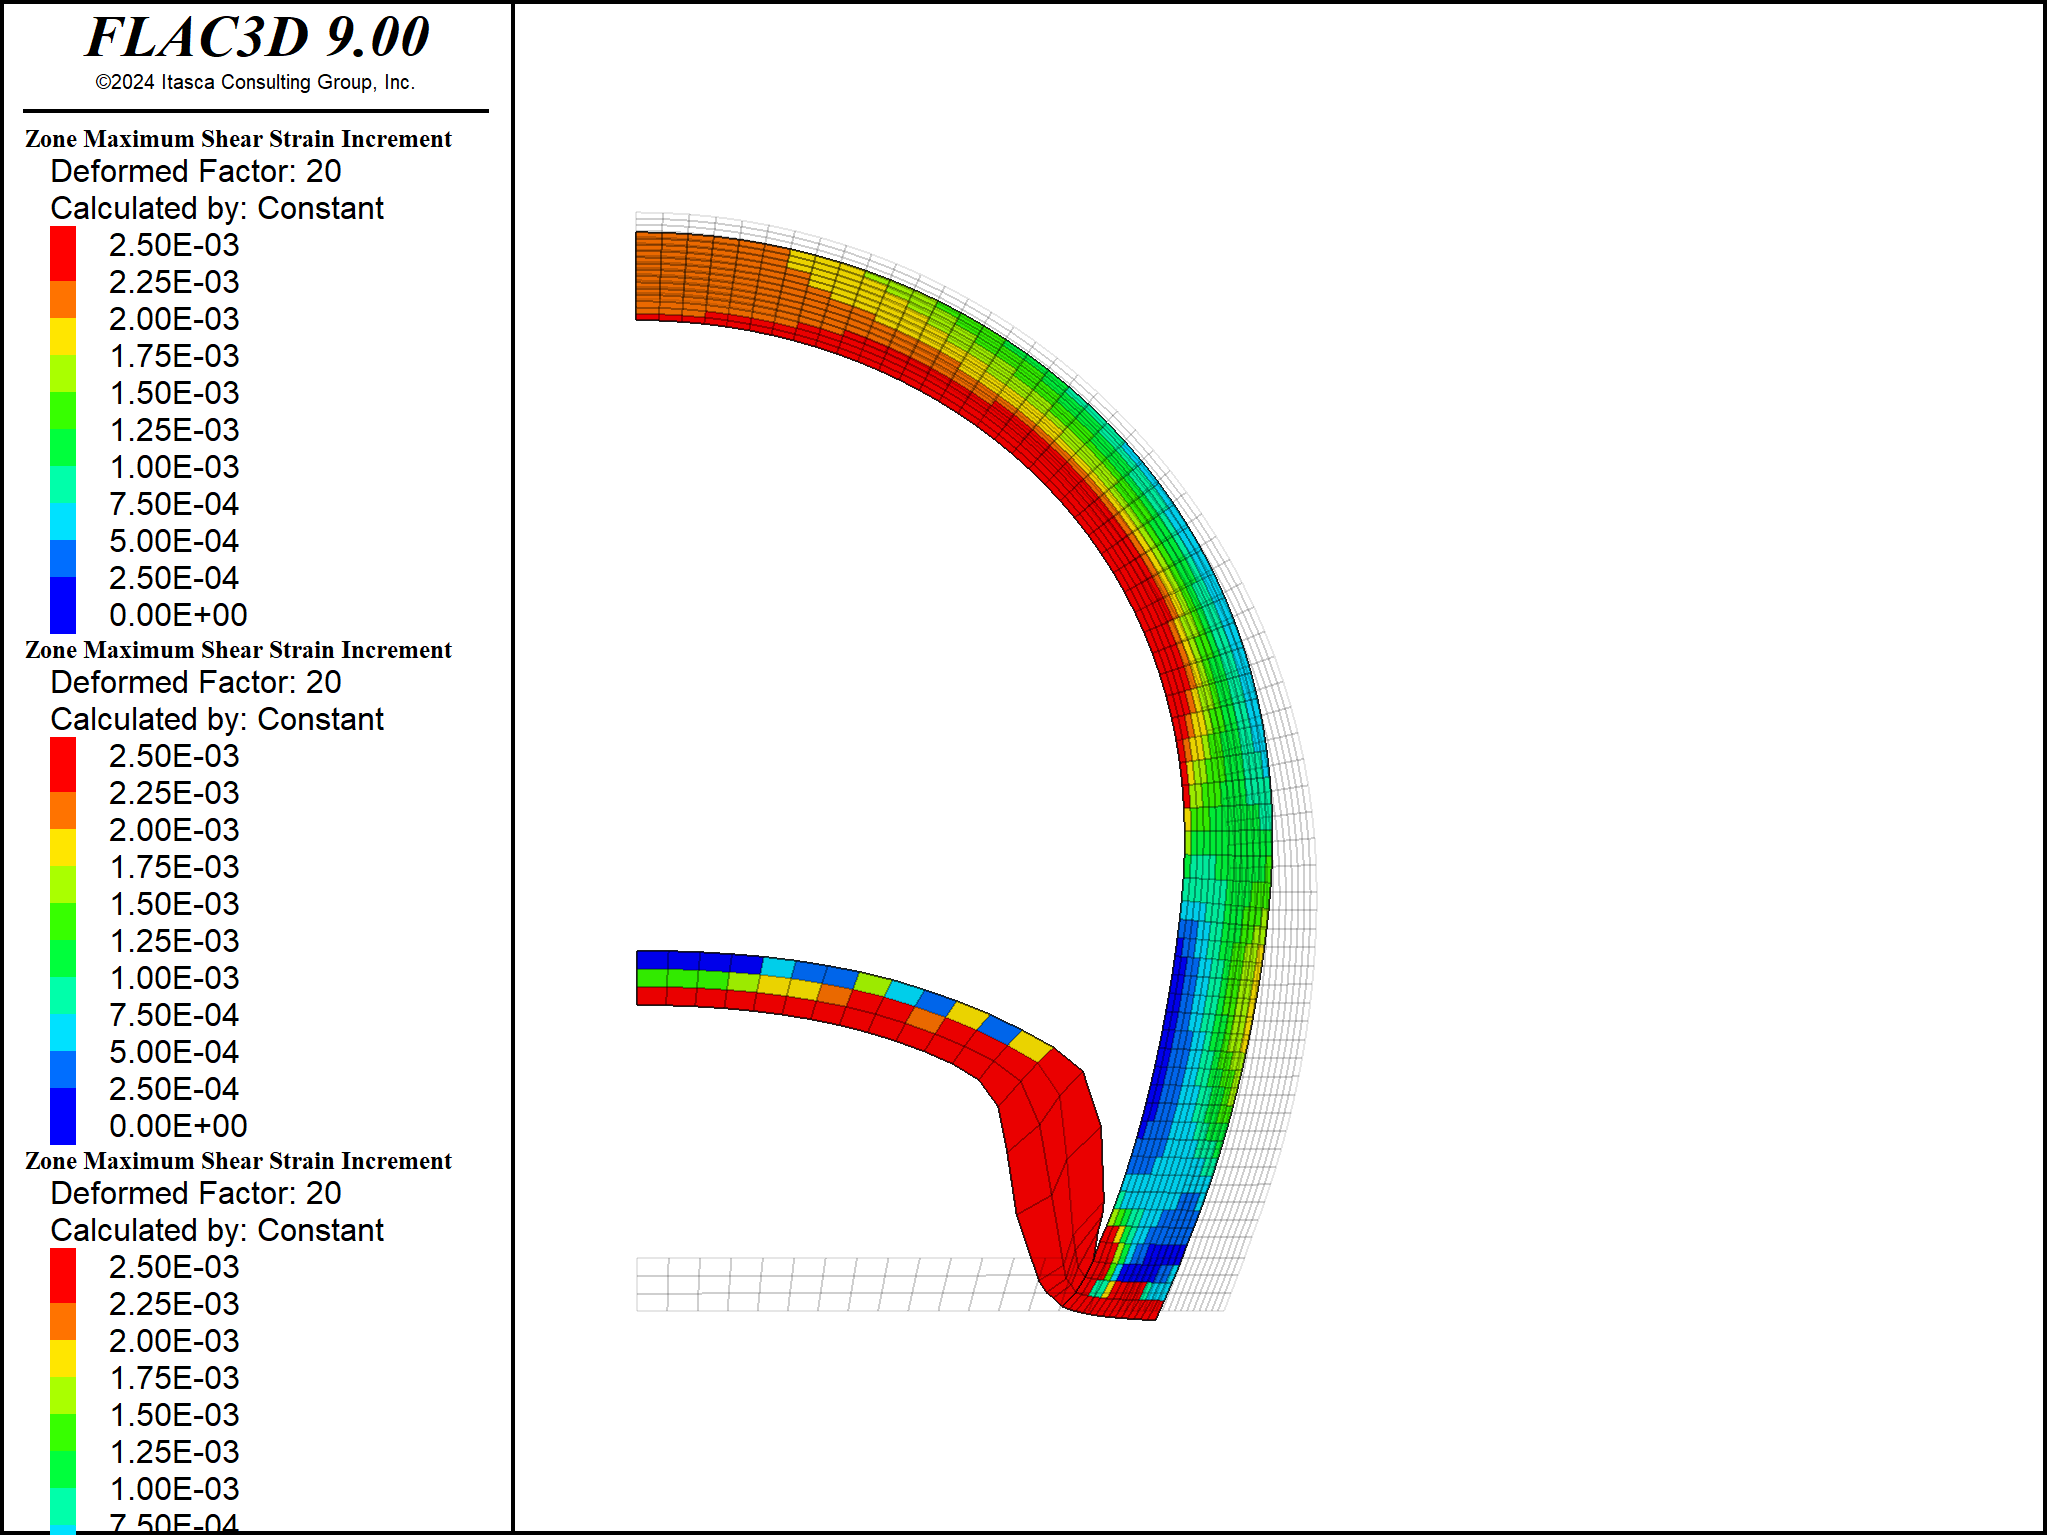 FLAC3D 9.00
©2024 Itasca Consulting Group, Inc.
Zone Maximum Shear Strain Increment
Deformed Factor: 20
Calculated by: Constant
2.50E-03
2.25E-03
2.00E-03
1.75E-03
1.50E-03
1.25E-03
1.00E-03
7.50E-04
5.00E-04
2.50E-04
0.00E+00
Zone Maximum Shear Strain Increment
Deformed Factor: 20
Calculated by: Constant
2.50E-03
2.25E-03
2.00E-03
1.75E-03
1.50E-03
1.25E-03
1.00E-03
7.50E-04
5.00E-04
2.50E-04
0.00E+00
Zone Maximum Shear Strain Increment
Deformed Factor: 20
Calculated by: Constant
2.50E-03
2.25E-03
2.00E-03
1.75E-03
1.50E-03
1.25E-03
1.00E-03
7.50E-04